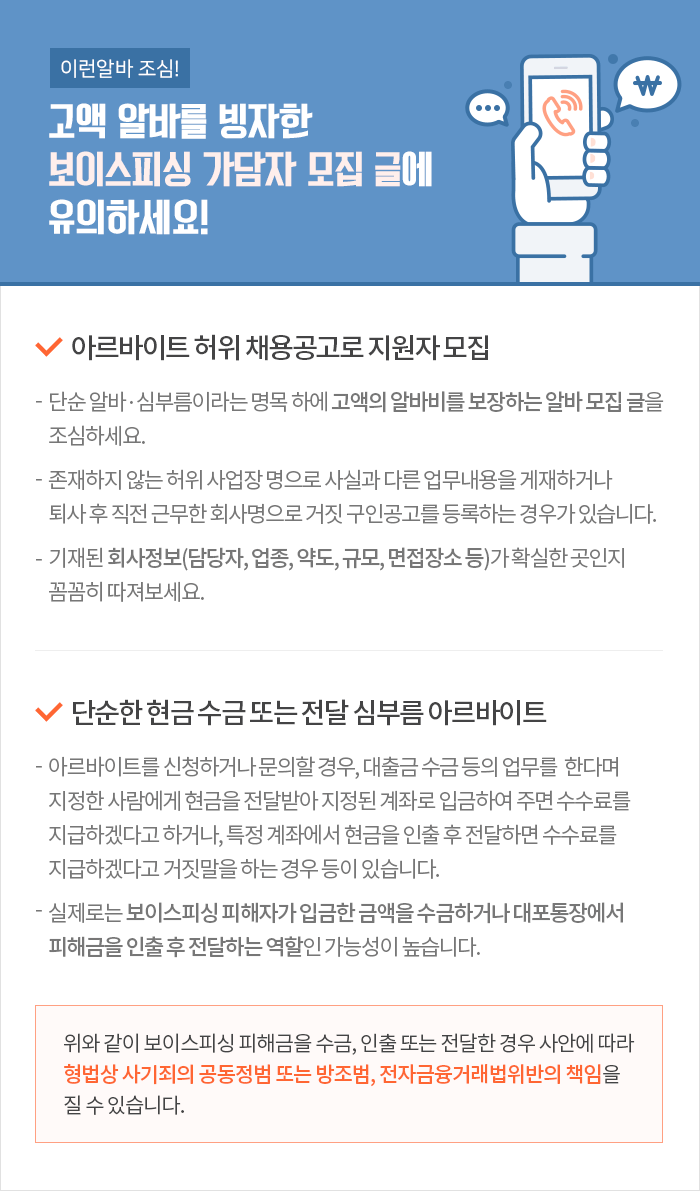 이런알바 조심!
고액 알바를 빙자한
보이스피싱 가담자 모집 글에
유의하세요!
₩
아르바이트 허위 채용공고로 지원자 모집
- 단순 알바·심부름이라는 명목 하에 고액의 알바비를 보장하는 알바 모집 글을
조심하세요.
- 존재하지 않는 허위 사업장 명으로 사실과 다른 업무내용을 게재하거나
퇴사 후 직전 근무한 회사명으로 거짓 구인공고를 등록하는 경우가 있습니다.
- 기재된 회사정보(담당자, 업종, 약도, 규모, 면접장소 등)가 확실한 곳인지
꼼꼼히 따져보세요.
단순한 현금 수금 또는 전달 심부름 아르바이트
- 아르바이트를 신청하거나 문의할 경우, 대출금 수금 등의 업무를 한다며
지정한 사람에게 현금을 전달받아 지정된 계좌로 입금하여 주면 수수료를
지급하겠다고 하거나, 특정 계좌에서 현금을 인출 후 전달하면 수수료를
지급하겠다고 거짓말을 하는 경우 등이 있습니다.
- 실제로는 보이스피싱 피해자가 입금한 금액을 수금하거나 대포통장에서
피해금을 인출 후 전달하는 역할인 가능성이 높습니다.
위와 같이 보이스피싱 피해금을 수금, 인출 또는 전달한 경우 사안에 따라
형법상 사기죄의 공동정범 또는 방조범, 전자금융거래법위반의 책임을
질 수 있습니다.